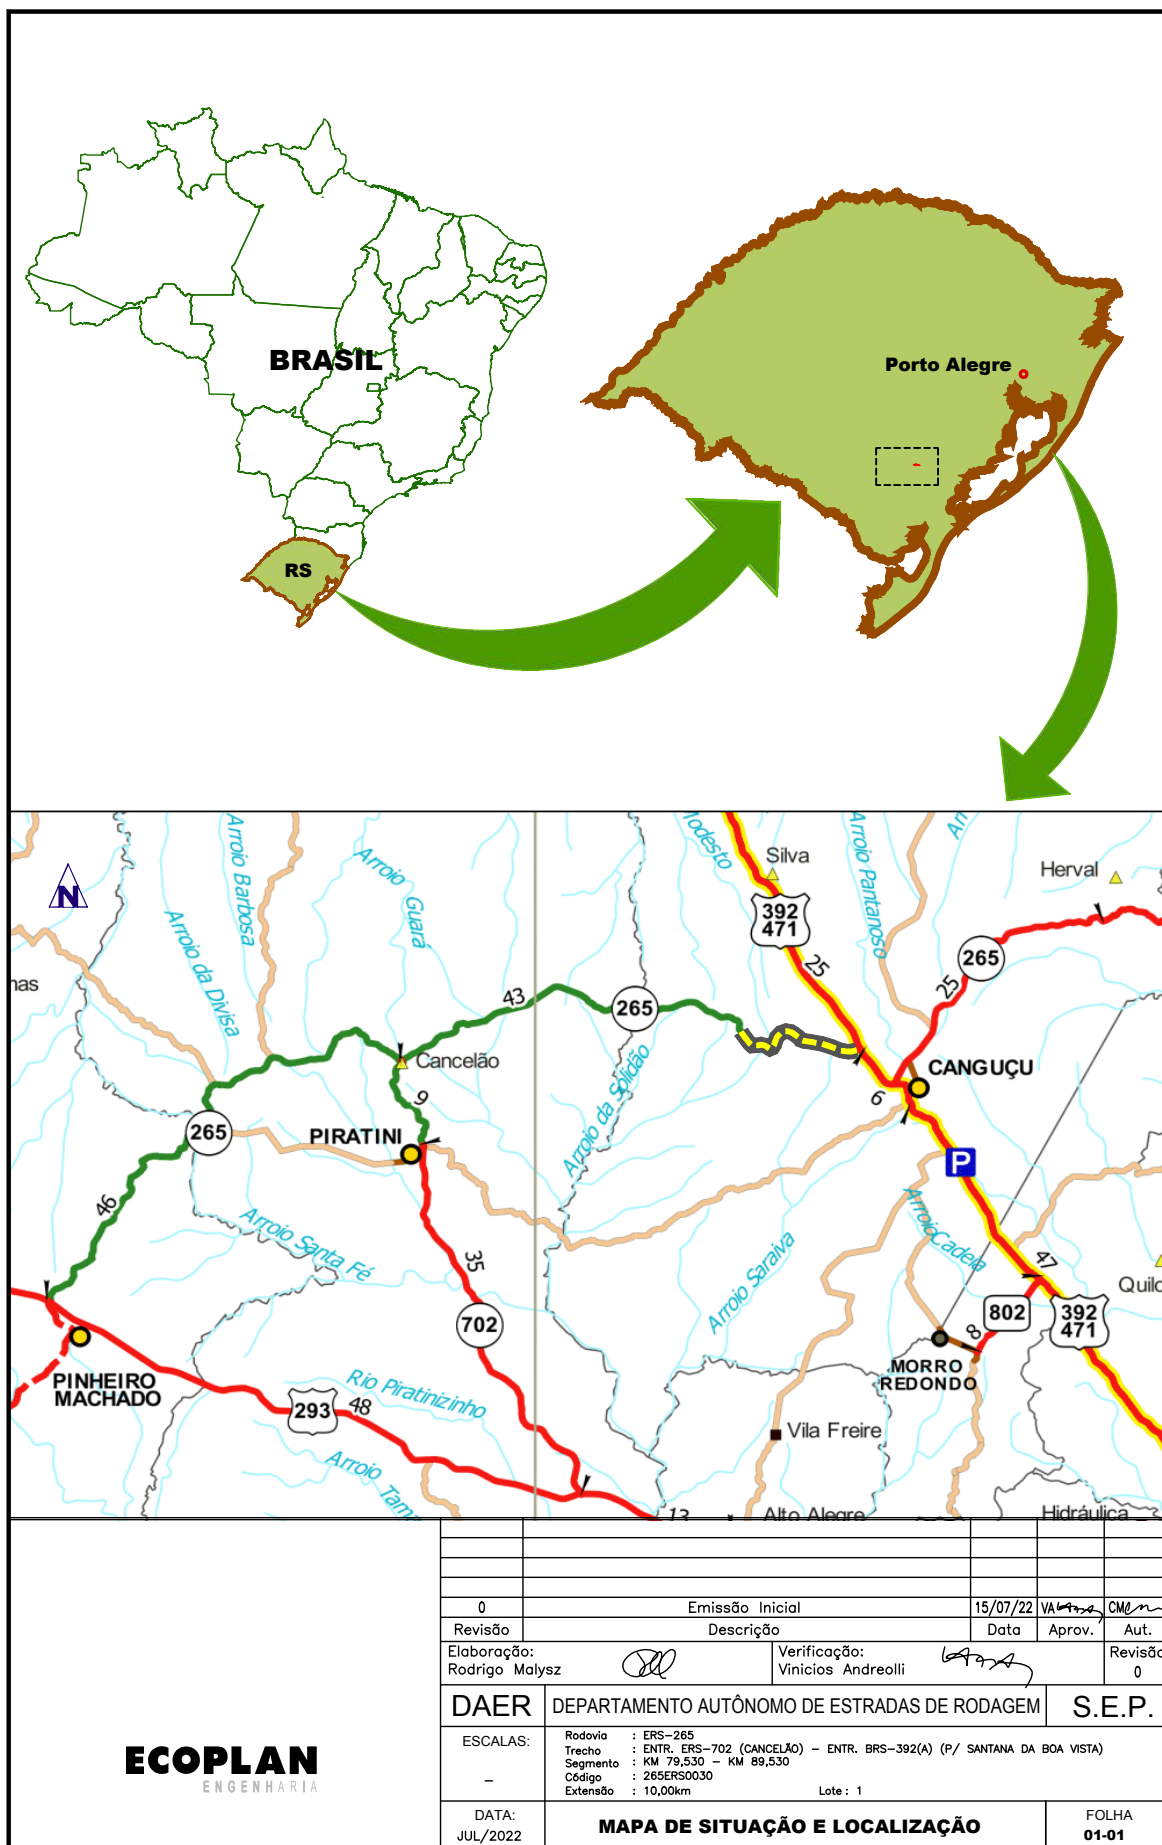 BRASIL
RS
Porto Alegre
N
Arroio Barbosa
Arroio da Divisa
Arroio Guará
Modesto
Silva
392
471
25
Arroio Pantanoso
Herval
265
25
43
265
Cancelão
9
Arroio da Solidão
CANGUÇU
6
265
PIRATINI
P
46
Arroio Santa Fé
35
702
Arroio Saraiva
Arroio Cadeia
47
802
8
392
471
MORRO
REDONDO
PINHEIRO
MACHADO
293
48
Rio Piratinizinho
Vila Freire
Arroio
13
Alto Alegre
Hidráulica
0 Emissão Inicial 15/07/22 VA CM
Revisão Descrição Data Aprov. Aut.
Elaboração:
Rodrigo Malysz
Verificação:
Vinicios Andreolli
Revisão
0
DAER DEPARTAMENTO AUTÔNOMO DE ESTRADAS DE RODAGEM S.E.P.
ESCALAS:
–
Rodovia : ERS-265
Trecho : ENTR. ERS-702 (CANCELÃO) – ENTR. BRS-392(A) (P/ SANTANA DA BOA VISTA)
Segmento : KM 79,530 – KM 89,530
Código : 265ERS0030
Extensão : 10,00km Lote: 1
ECOPLAN
ENGENHARIA
DATA:
JUL/2022
MAPA DE SITUAÇÃO E LOCALIZAÇÃO
FOLHA
01-01